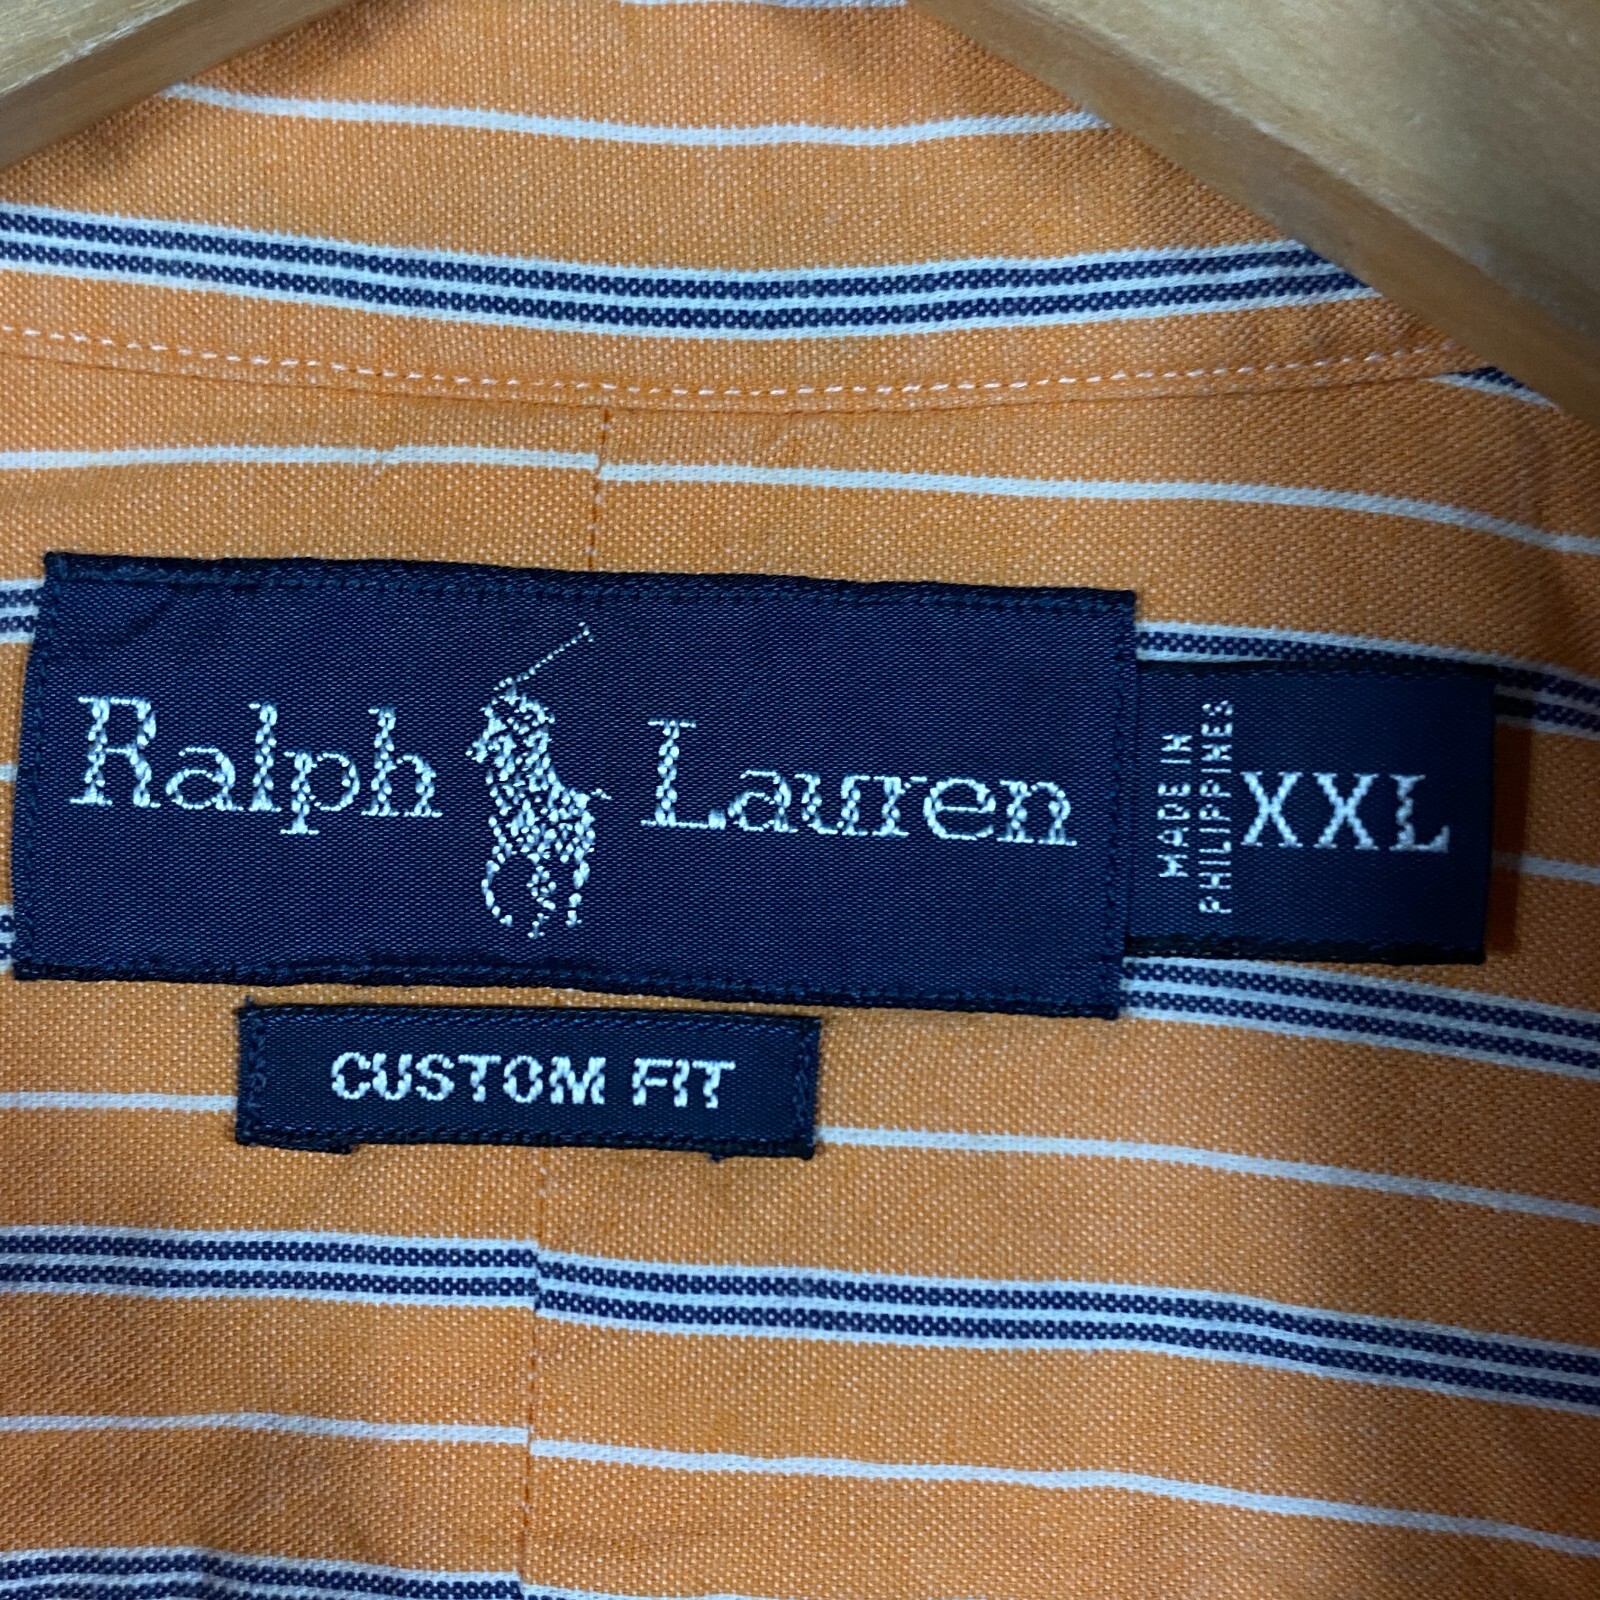 Ralph Lauren
MADE IN
PHILIPPINES
XXL
CUSTOM FIT